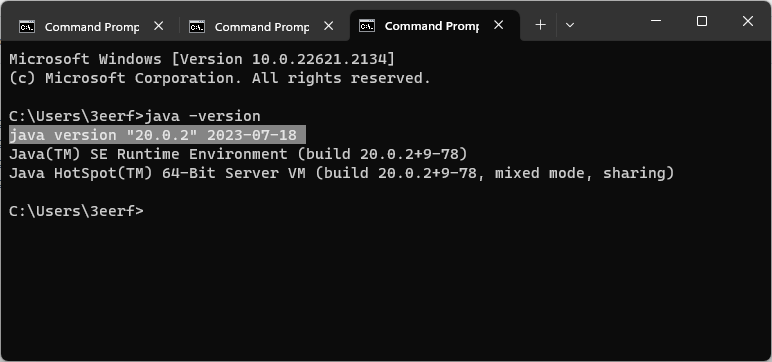 Command Promp
Command Promp
Command Promp
Microsoft Windows [Version 10.0.22621.2134]
(c) Microsoft Corporation. All rights reserved.
C:\Users\3eerf>java -version
java version "20.0.2" 2023-07-18
Java(TM) SE Runtime Environment (build 20.0.2+9-78)
Java HotSpot(TM) 64-Bit Server VM (build 20.0.2+9-78, mixed mode, sharing)
C:\Users\3eerf>